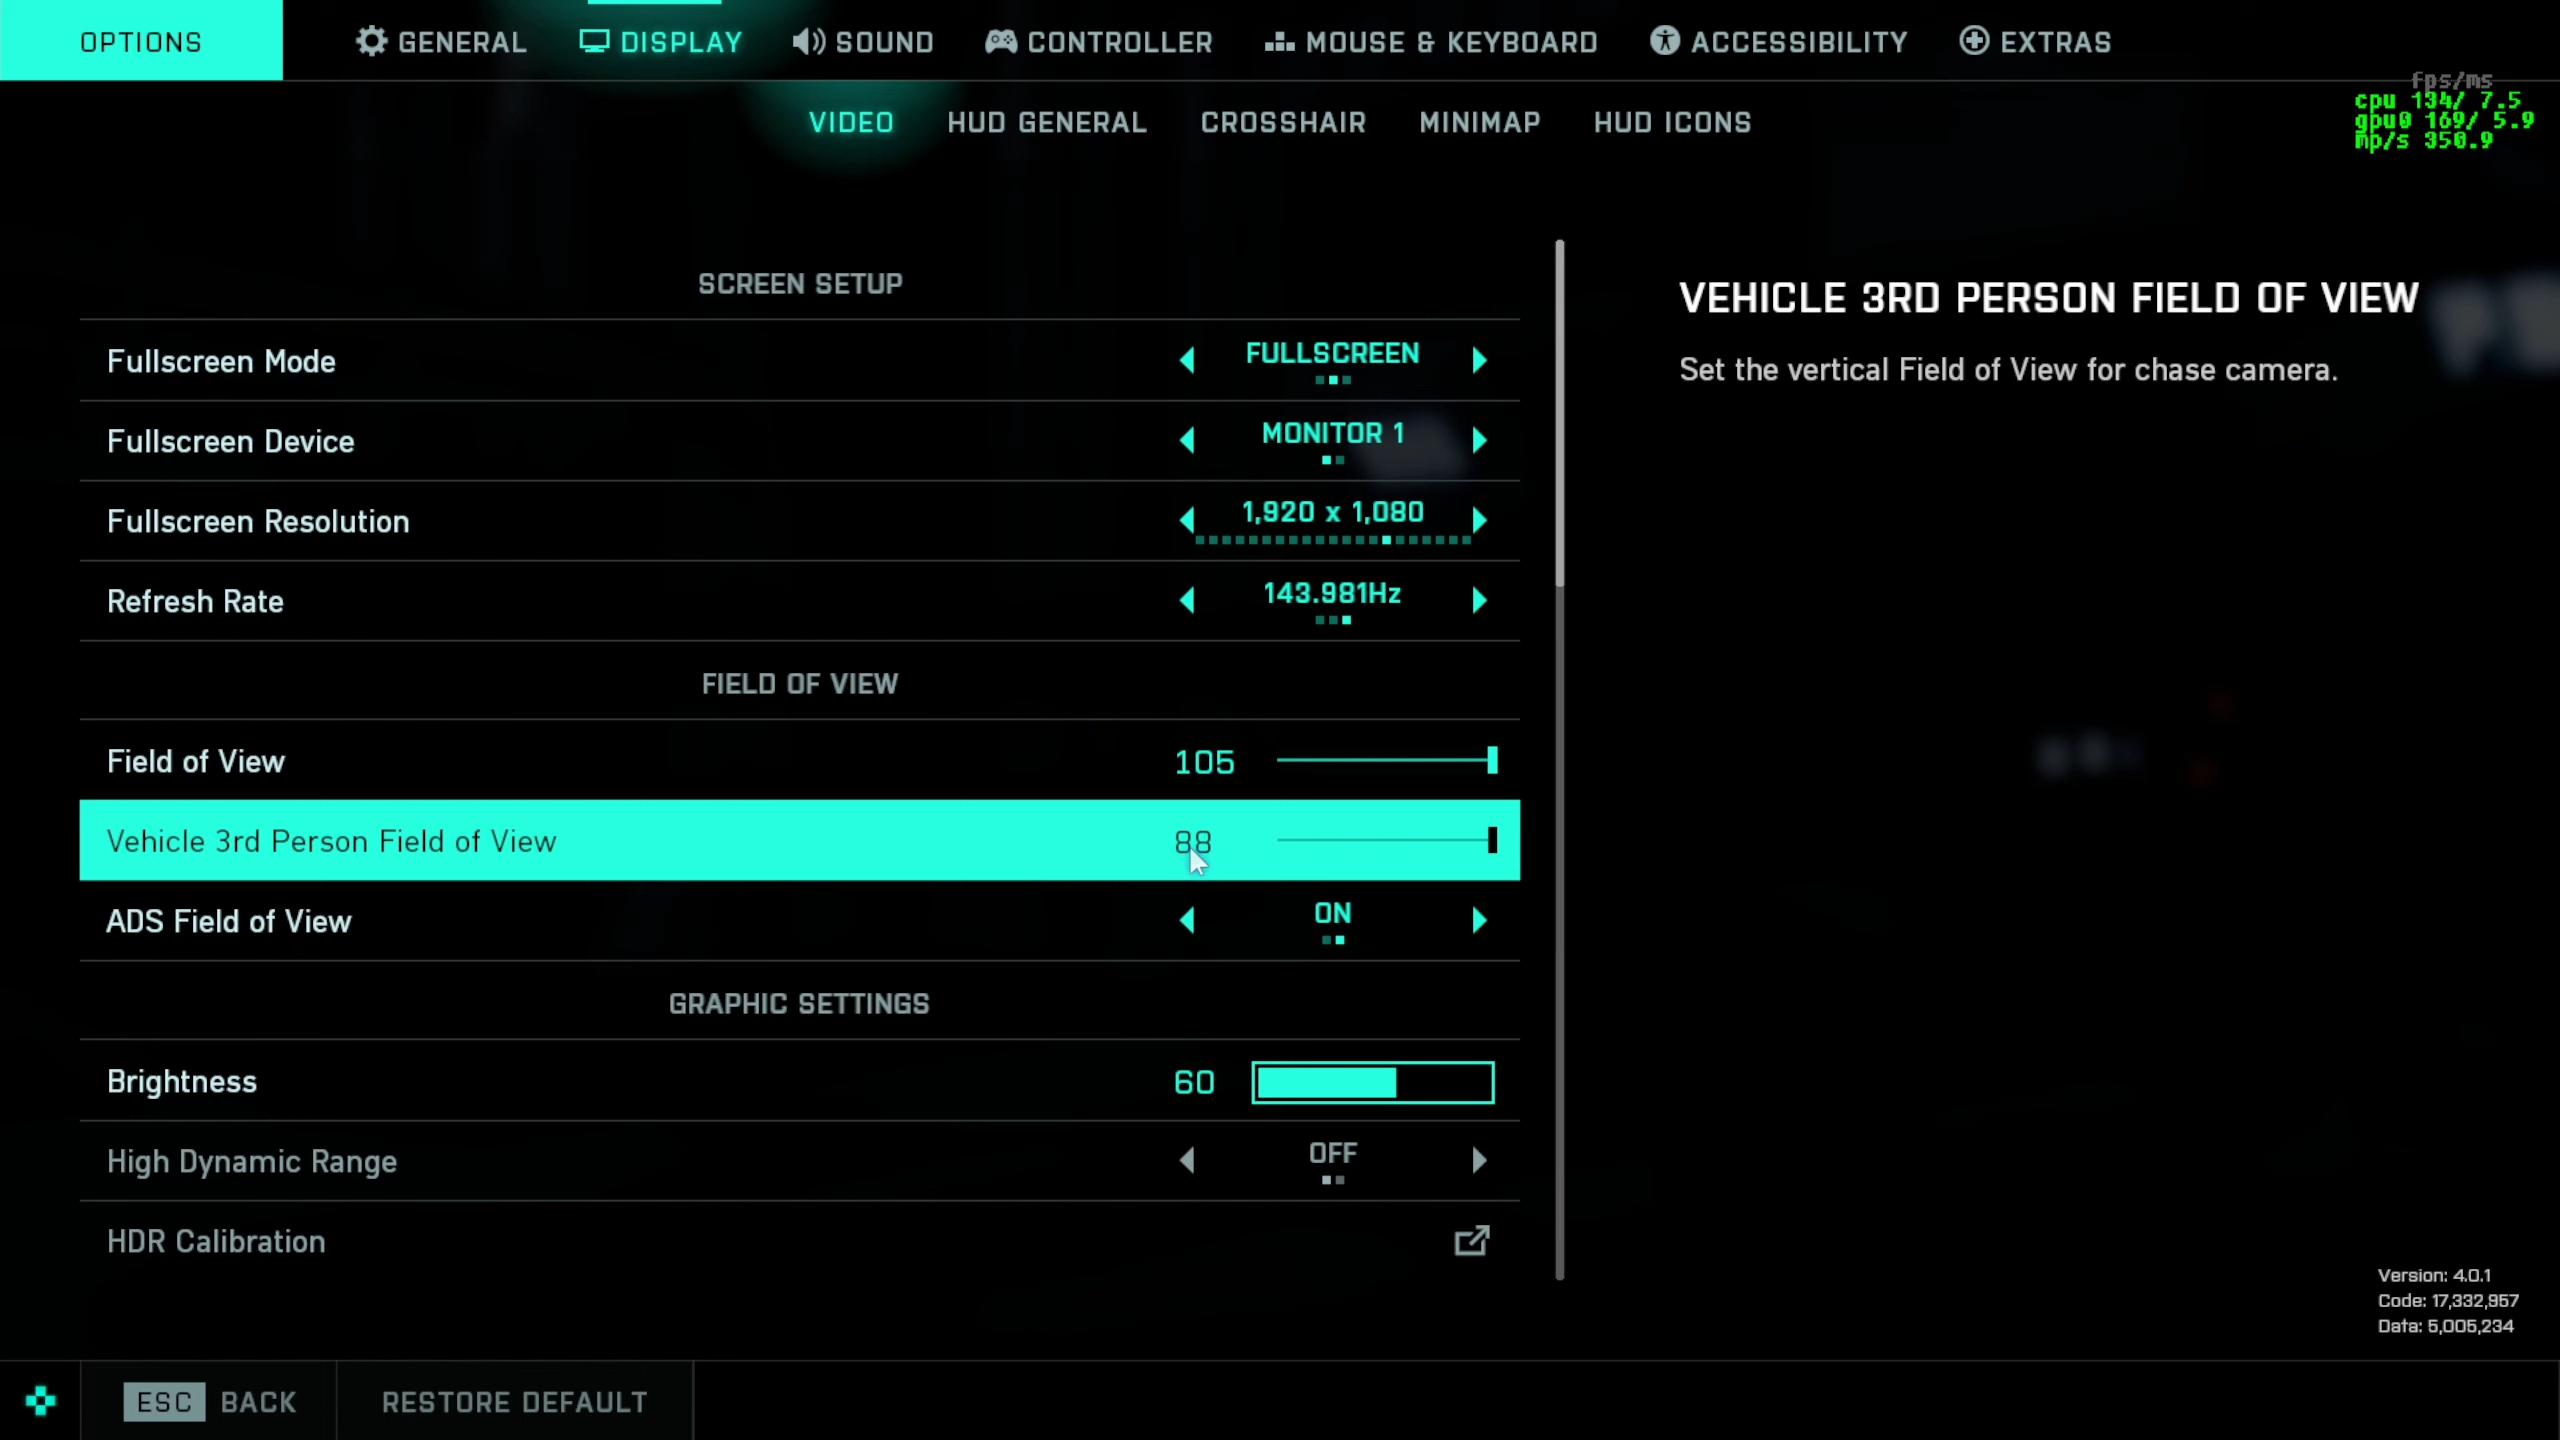 OPTIONS
GENERAL
DISPLAY
SOUND
CONTROLLER
MOUSE & KEYBOARD
ACCESSIBILITY
EXTRAS
fps/ms
cpu 134/ 7.5
gpu0 169/ 5.9
mp/s 350.9
VIDEO
HUD GENERAL
CROSSHAIR
MINIMAP
HUD ICONS
SCREEN SETUP
Fullscreen Mode
FULLSCREEN
Fullscreen Device
MONITOR 1
Fullscreen Resolution
1,920 x 1,080
Refresh Rate
143.981Hz
FIELD OF VIEW
Field of View
105
Vehicle 3rd Person Field of View
88
ADS Field of View
ON
GRAPHIC SETTINGS
Brightness
60
High Dynamic Range
OFF
HDR Calibration
VEHICLE 3RD PERSON FIELD OF VIEW
Set the vertical Field of View for chase camera.
Version: 4.0.1
Code: 17,332,957
Data: 5,005,234
ESC BACK
RESTORE DEFAULT